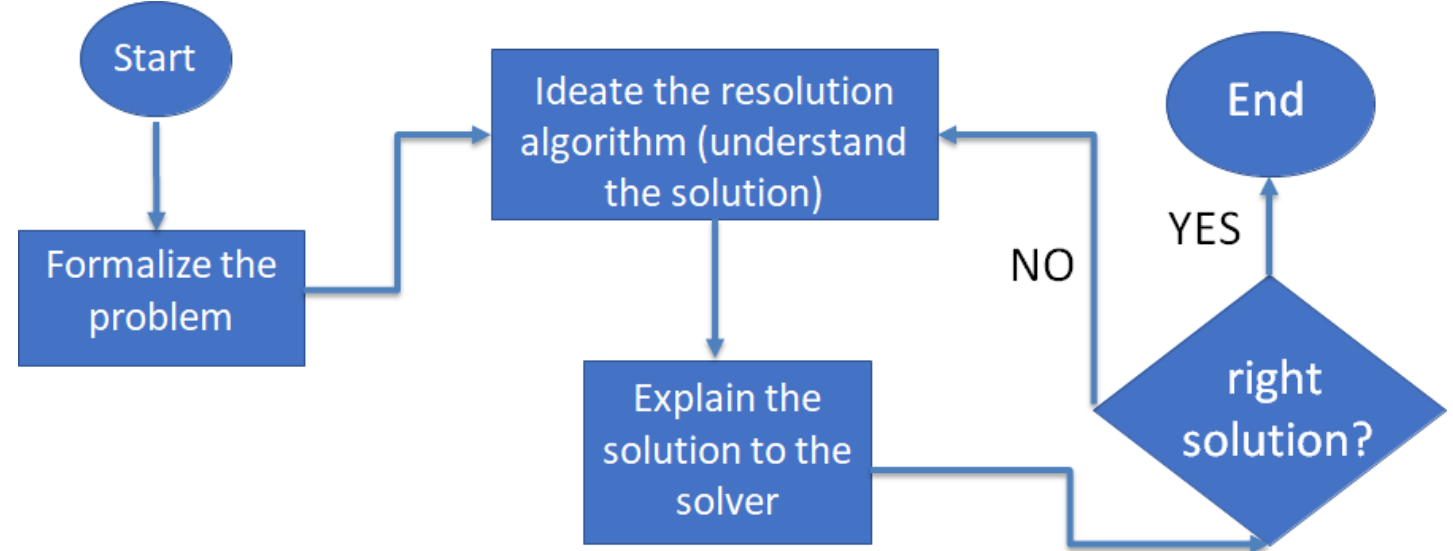 Start
Formalize the
problem
Ideate the resolution
algorithm (understand
the solution)
Explain the
solution to the
solver
right
solution?
NO
YES
End